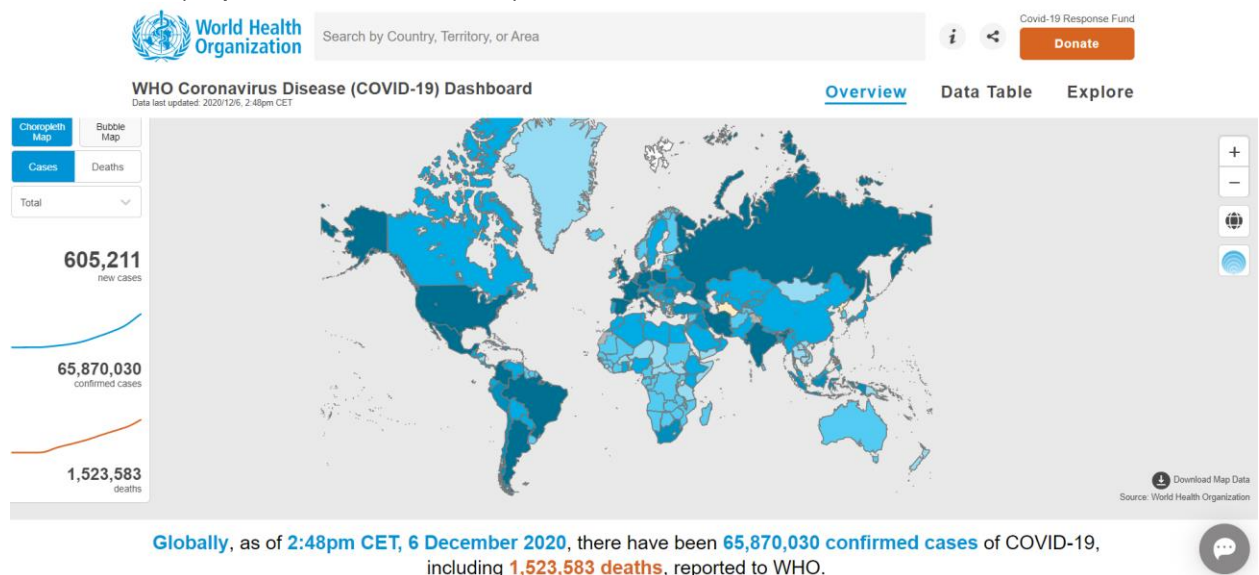 World Health
Organization
Search by Country, Territory, or Area
i
Covid-19 Response Fund
Donate
WHO Coronavirus Disease (COVID-19) Dashboard
Data last updated: 2020/12/6, 2:48pm CET
Overview
Data Table
Explore
Choropleth
Map
Bubble
Map
Cases
Deaths
Total
605,211
new cases
65,870,030
confirmed cases
1,523,583
deaths
+
−
Download Map Data
Source: World Health Organization
Globally, as of 2:48pm CET, 6 December 2020, there have been 65,870,030 confirmed cases of COVID-19,
including 1,523,583 deaths, reported to WHO.